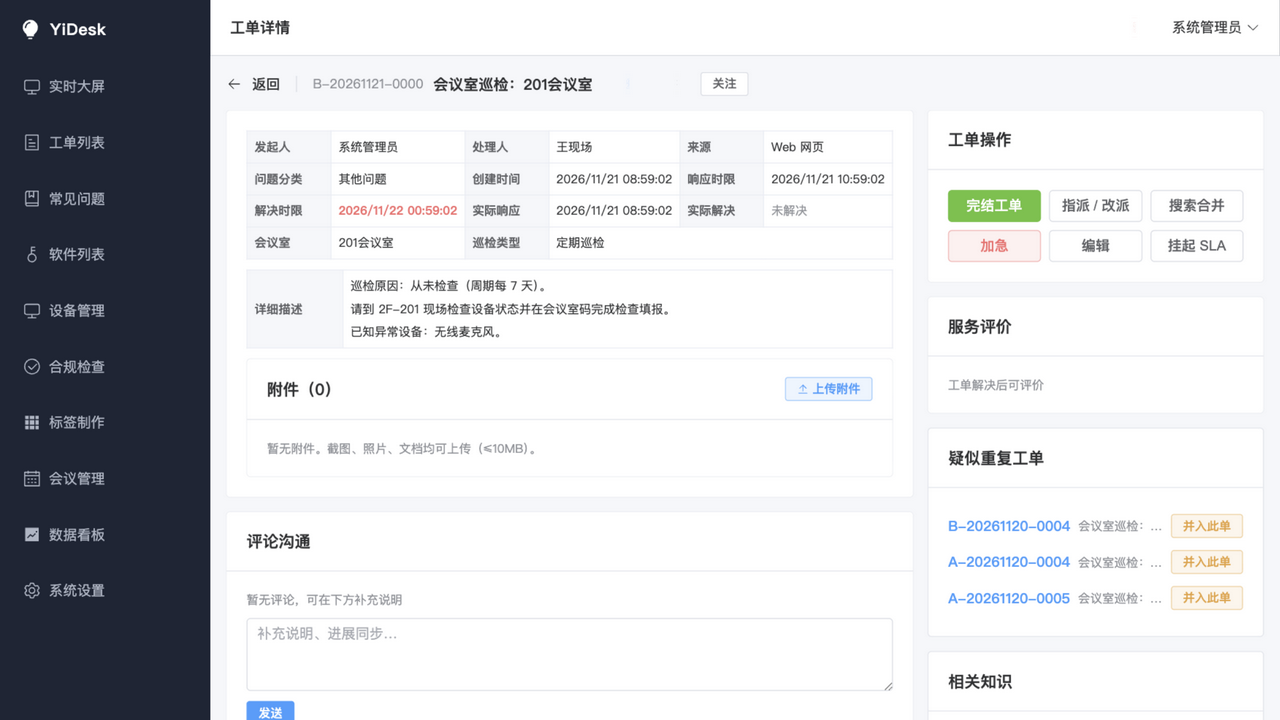 YiDesk
实时大屏
工单列表
常见问题
软件列表
设备管理
合规检查
标签制作
会议管理
数据看板
系统设置
工单详情
系统管理员
返回
B-20261121-0000
会议室巡检：201会议室
关注
发起人 系统管理员 处理人 王现场 来源 Web 网页
问题分类 其他问题 创建时间 2026/11/21 08:59:02 响应时限 2026/11/21 10:59:02
解决时限 2026/11/22 00:59:02 实际响应 2026/11/21 08:59:02 实际解决 未解决
会议室 201会议室 巡检类型 定期巡检
详细描述
巡检原因：从未检查（周期每 7 天）。
请到 2F-201 现场检查设备状态并在会议室码完成检查填报。
已知异常设备：无线麦克风。
附件（0）
上传附件
暂无附件。截图、照片、文档均可上传（≤10MB）。
评论沟通
暂无评论，可在下方补充说明
补充说明、进展同步...
发送
工单操作
完结工单 指派 / 改派 搜索合并
加急 编辑 挂起 SLA
服务评价
工单解决后可评价
疑似重复工单
B-20261120-0004 会议室巡检：... 并入此单
A-20261120-0004 会议室巡检：... 并入此单
A-20261120-0005 会议室巡检：... 并入此单
相关知识